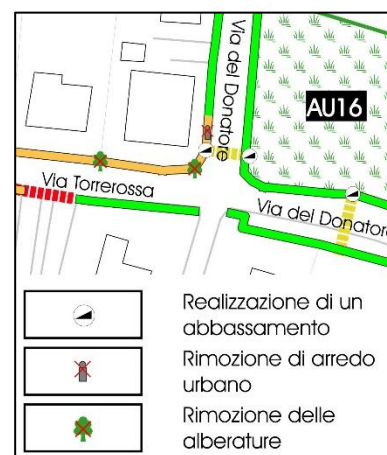 Via del Donatore
AU16
Via Torrerossa
Via del Donatore
Realizzazione di un
abbassamento
Rimozione di arredo
urbano
Rimozione delle
alberature